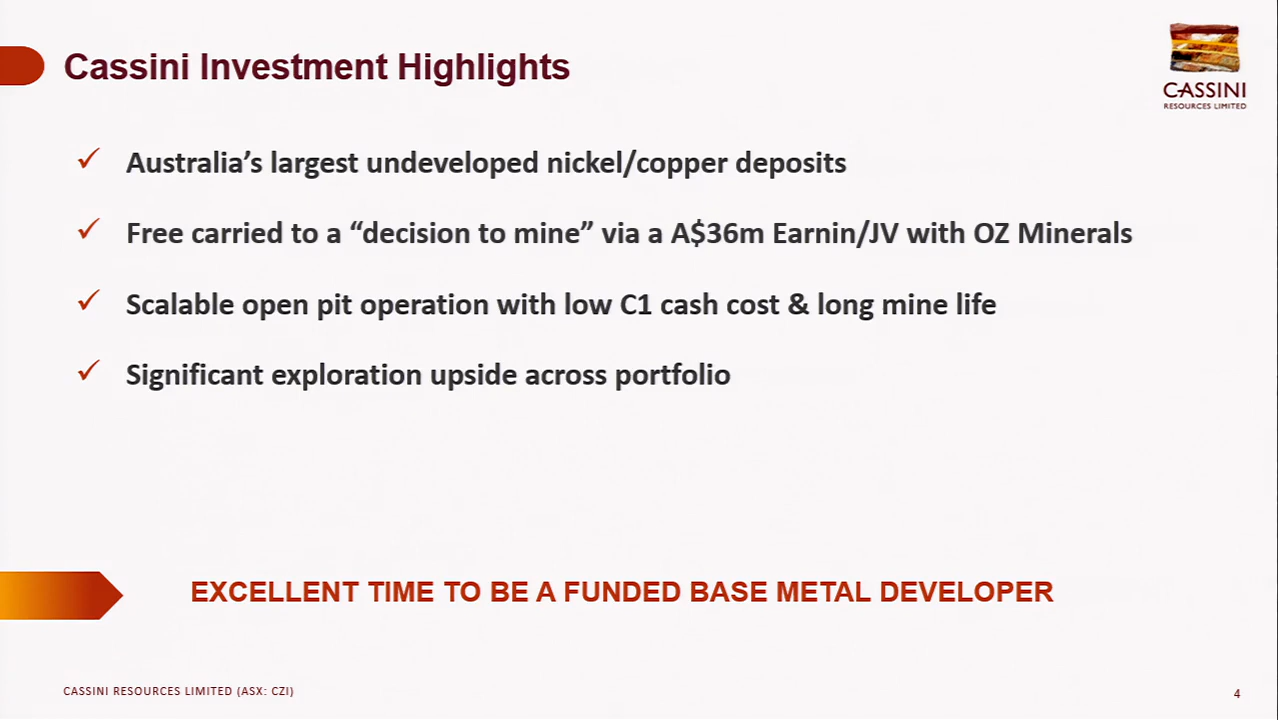 Cassini Investment Highlights
CASSINI
RESOURCES LIMITED
✓ Australia’s largest undeveloped nickel/copper deposits
✓ Free carried to a “decision to mine” via a A$36m Earnin/JV with OZ Minerals
✓ Scalable open pit operation with low C1 cash cost & long mine life
✓ Significant exploration upside across portfolio
EXCELLENT TIME TO BE A FUNDED BASE METAL DEVELOPER
CASSINI RESOURCES LIMITED (ASX: CZI)
4